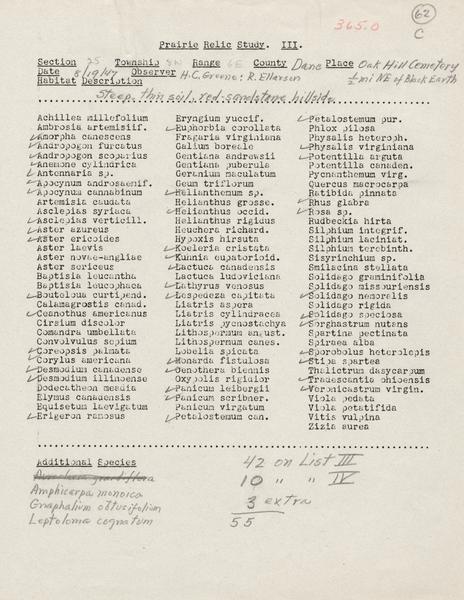 365.0
62
C
Prairie Relic Study. III.
Section 25 Township 8N Range 6E County Dane Place Oak Hill Cemetery
Date 8/19/47 Observer H.C. Greene: R. Ellarson ½ mi NE of Black Earth
Habitat Description
Steep, thin soil, red sandstone hillside
Achillea millefolium
Ambrosia artemisiif.
Amorpha canescens
Andropogon furcatus
Andropogon scoparius
Anemone cylindrica
Antennaria sp.
Apocynum androsaemif.
Apocynum cannabinum
Artemisia caudata
Asclepias syriaca
Asclepias verticill.
Aster azureus
Aster ericoides
Aster laevis
Aster novae-angliae
Aster sericeus
Baptisia leucantha
Baptisia leucophaea
Bouteloua curtipend.
Calamagrostis canad.
Ceanothus americanus
Cirsium discolor
Comandra umbellata
Convolvulus sepium
Coreopsis palmata
Corylus americana
Desmodium canadense
Desmodium illinoense
Dodecatheon meadia
Elymus canadensis
Equisetum laevigatum
Erigeron ramosus
Eryngium yuccif.
Euphorbia corollata
Fragaria virginiana
Galium boreale
Gentiana andrewsii
Gentiana puberula
Geranium maculatum
Geum triflorum
Helianthemum sp.
Helianthus grosse.
Helianthus occid.
Helianthus rigidus
Heuchera richard.
Hypoxis hirsuta
Koeleria cristata
Kuhnia eupatorioid.
Lactuca canadensis
Lactuca ludoviciana
Lathyrus venosus
Lespedeza capitata
Liatris aspera
Liatris cylindracea
Liatris pycnostachya
Lithospermum angust.
Lithospermum canes.
Lobelia spicata
Monarda fistulosa
Oenothera biennis
Oxypolis rigidior
Panicum leibergii
Panicum scribner.
Panicum virgatum
Petalostemum can.
Petalostemum pur.
Phlox pilosa
Physalis heteroph.
Physalis virginiana
Potentilla arguta
Potentilla canaden.
Pycnanthemum virg.
Quercus macrocarpa
Ratibida pinnata
Rhus glabra
Rosa sp.
Rudbeckia hirta
Silphium integrif.
Silphium laciniat.
Silphium terebinth.
Sisyrinchium sp.
Smilacina stellata
Solidago graminifolia
Solidago missouriensis
Solidago nemoralis
Solidago rigida
Solidago speciosa
Sorghastrum nutans
Spartina pectinata
Spiraea alba
Sporobolus heterolepis
Stipa spartea
Thalictrum dasycarpum
Tradescantia ohioensis
Veronicastrum virgin.
Viola pedata
Viola pedatifida
Vitis vulpina
Zizia aurea
Additional Species
Amphicarpa monoica
Gnaphalium obtusifolium
Leptoloma cognatum
42 on List III
10 " " IV
3 extra
55